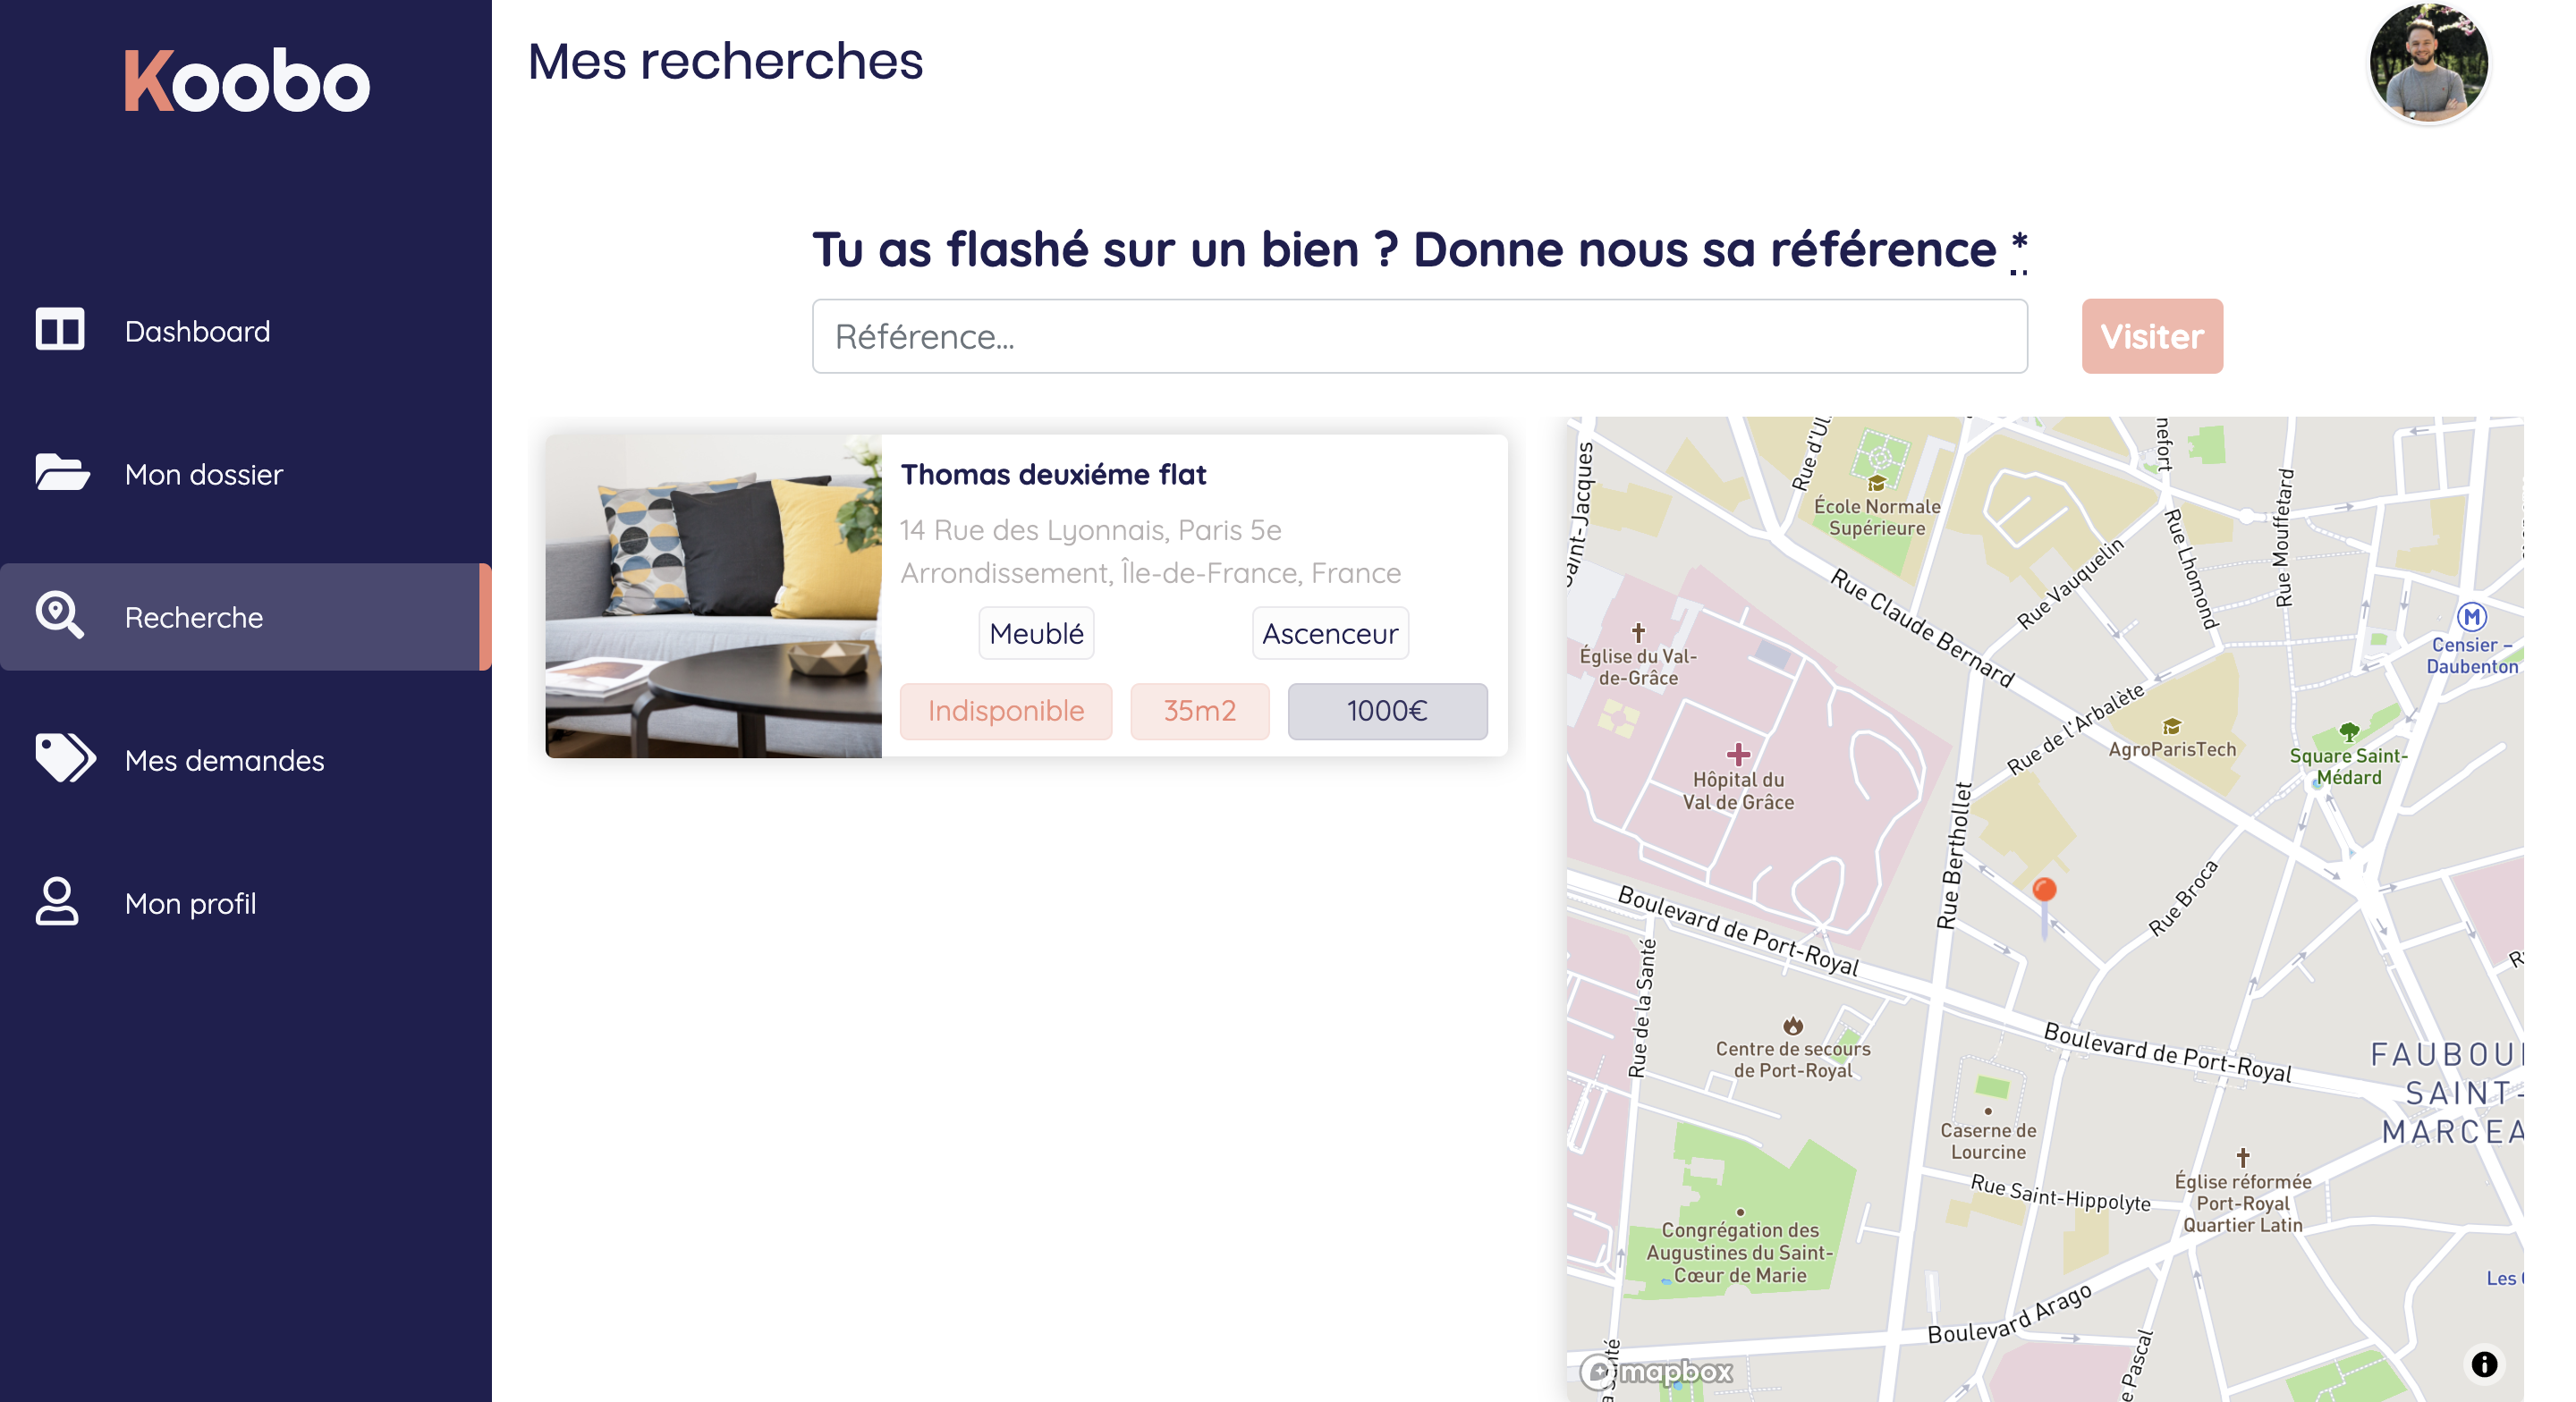 Koobo
Mes recherches
Dashboard
Mon dossier
Recherche
Mes demandes
Mon profil
Tu as flashé sur un bien ? Donne nous sa référence *
Référence...
Visiter
Thomas deuxiéme flat
14 Rue des Lyonnais, Paris 5e
Arrondissement, Île-de-France, France
Meublé
Ascenceur
Indisponible
35m2
1000€
Saint-Jacques
Rue d'Ul
nefort
École Normale
Supérieure
Rue Mouffetard
Rue Lhomond
Rue Vauquelin
Rue Claude Bernard
M
Censier –
Daubenton
Église du Val-
de-Grâce
Rue de l'Arbalète
AgroParisTech
Square Saint-
Médard
Hôpital du
Val de Grâce
Rue Berthollet
Rue Broca
Boulevard de Port-Royal
Rue de la Santé
Centre de secours
de Port-Royal
Boulevard de Port-Royal
FAUBOU
SAINT-
MARCEA
Caserne de
Lourcine
Rue Saint-Hippolyte
Église réformée
Port-Royal
Quartier Latin
Congrégation des
Augustines du Saint-
Cœur de Marie
Les
Boulevard Arago
e Pascal
mapbox